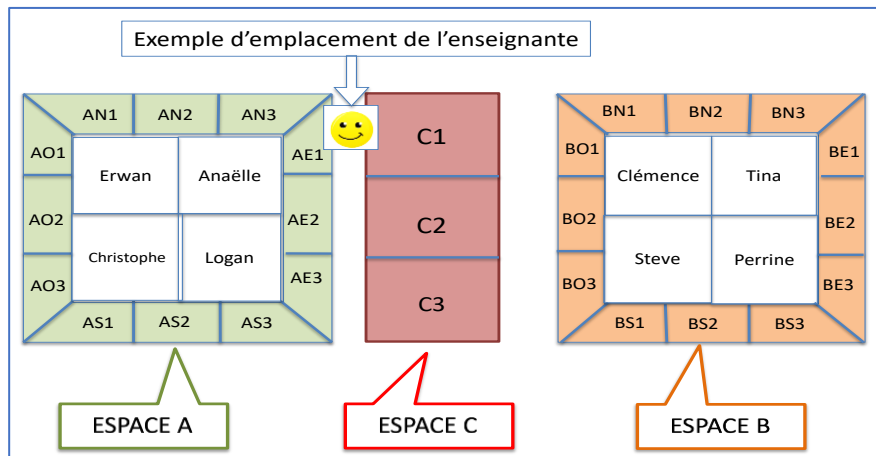 Exemple d'emplacement de l'enseignante
AN1 AN2 AN3
AO1 AE1
AO2 AE2
AO3 AE3
AS1 AS2 AS3
Erwan Anaëlle
Christophe Logan
C1
C2
C3
BN1 BN2 BN3
BO1 BE1
BO2 BE2
BO3 BE3
BS1 BS2 BS3
Clémence Tina
Steve Perrine
ESPACE A
ESPACE C
ESPACE B